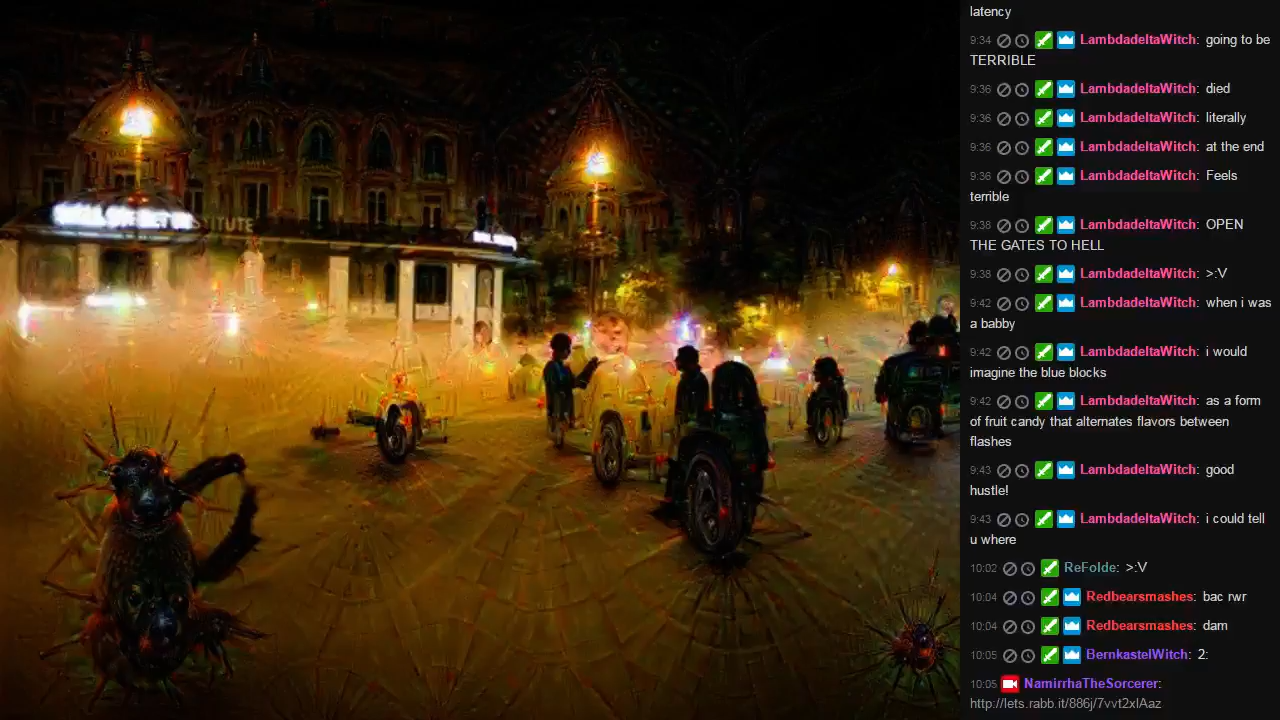 latency
9:34 LambdadeltaWitch: going to be
TERRIBLE
9:36 LambdadeltaWitch: died
9:36 LambdadeltaWitch: literally
9:36 LambdadeltaWitch: at the end
9:36 LambdadeltaWitch: Feels
terrible
9:38 LambdadeltaWitch: OPEN
THE GATES TO HELL
9:38 LambdadeltaWitch: >:V
9:42 LambdadeltaWitch: when i was
a babby
9:42 LambdadeltaWitch: i would
imagine the blue blocks
9:42 LambdadeltaWitch: as a form
of fruit candy that alternates flavors between
flashes
9:43 LambdadeltaWitch: good
hustle!
9:43 LambdadeltaWitch: i could tell
u where
10:02 ReFolde: >:V
10:04 Redbearsmashes: bac rwr
10:04 Redbearsmashes: dam
10:05 BernkastelWitch: 2:
10:05 NamirrhaTheSorcerer:
http://lets.rabb.it/886j/7vvt2xlAaz